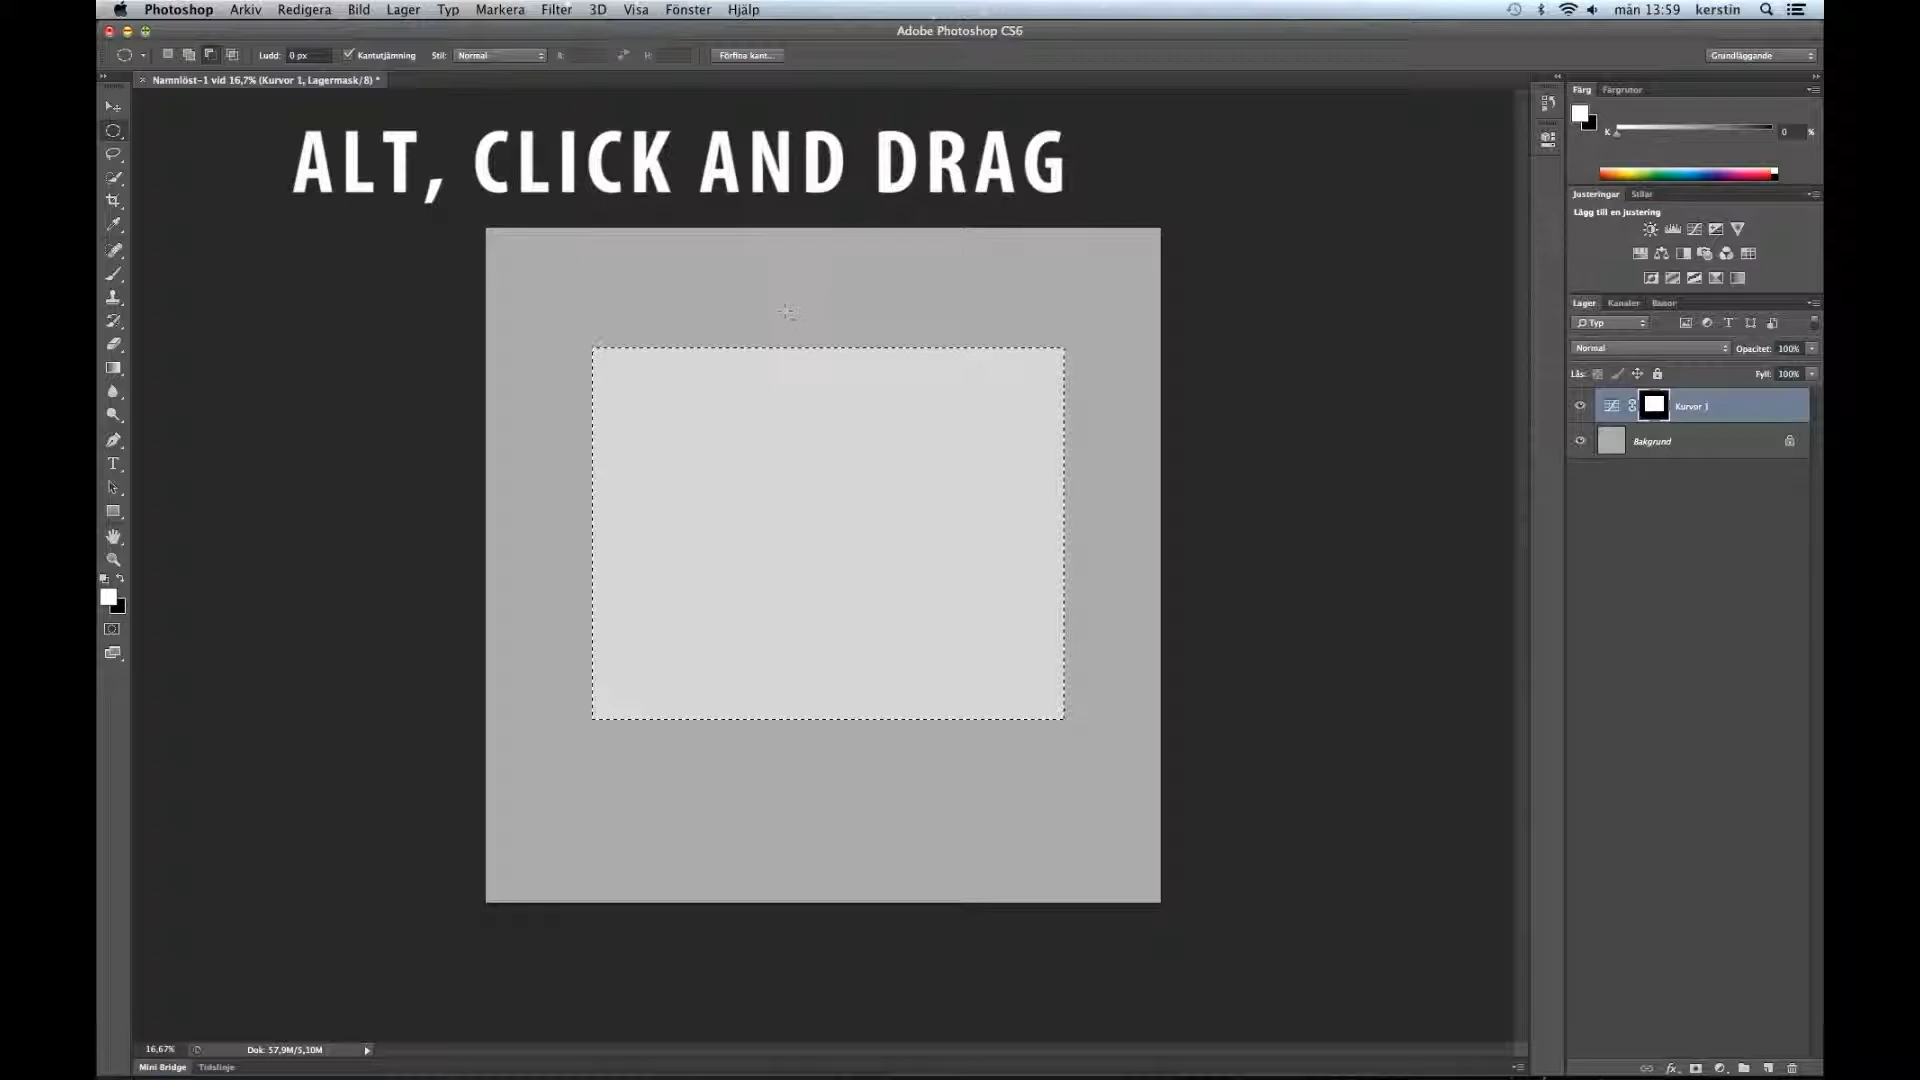 Photoshop Arkiv Redigera Bild Lager Typ Markera Filter 3D Visa Fönster Hjälp
mån 13:59 kerstin
Adobe Photoshop CS6
Ludd: 0 px Kantutjämning Stil: Normal B: H: Förfina kant...
Grundläggande
Namnlöst-1 vid 16,7% (Kurvor 1, Lagermask/8) *
ALT, CLICK AND DRAG
Färg Färgrutor
K 0 %
Justeringar Stilar
Lägg till en justering
Lager Kanaler Banor
Typ
Normal Opacitet: 100%
Lås: Fyll: 100%
Kurvor 1
Bakgrund
16,67% Dok: 57,9M/5,10M
Mini Bridge Tidslinje